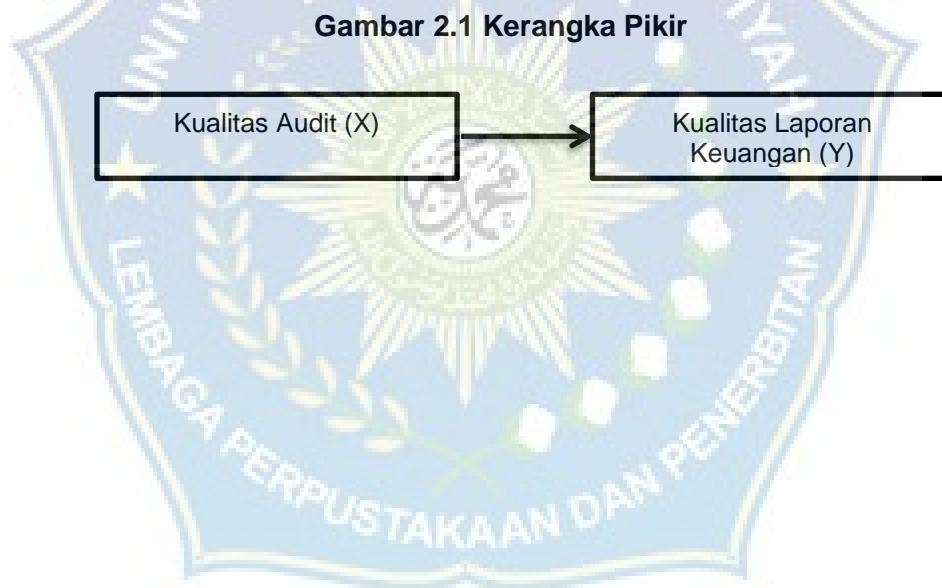 Gambar 2.1 Kerangka Pikir
Kualitas Audit (X)
Kualitas Laporan
Keuangan (Y)
LEMBAGA PERPUSTAKAAN DAN PENERBITAN